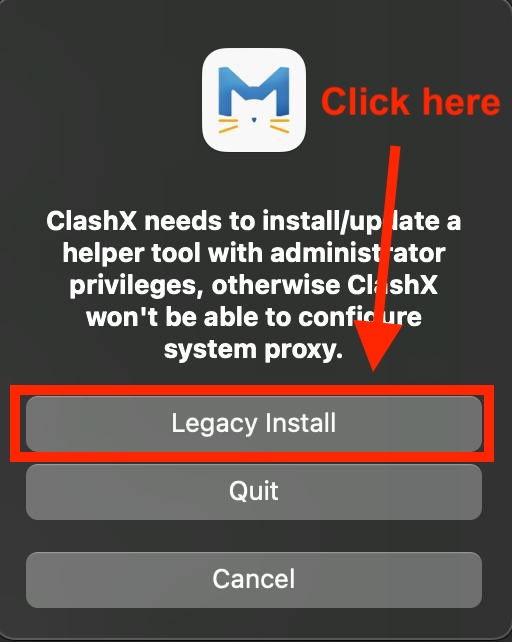 Click here
ClashX needs to install/update a
helper tool with administrator
privileges, otherwise ClashX
won't be able to configure
system proxy.
Legacy Install
Quit
Cancel